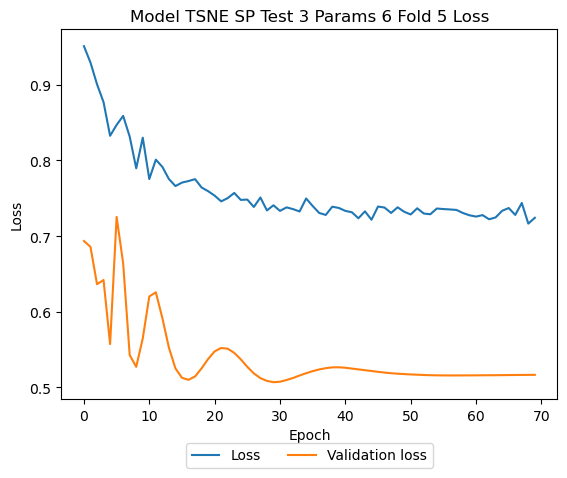 Model TSNE SP Test 3 Params 6 Fold 5 Loss
Loss
0.9
0.8
0.7
0.6
0.5
0 10 20 30 40 50 60 70
Epoch
Loss Validation loss